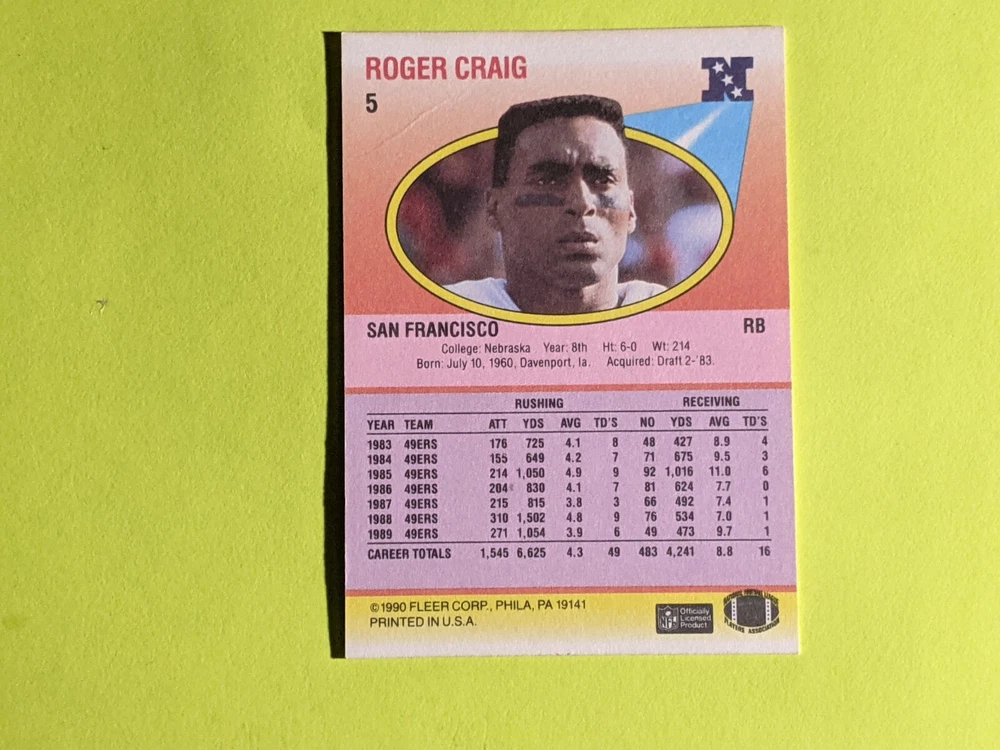 ROGER CRAIG
5
N
SAN FRANCISCO RB
College: Nebraska Year: 8th Ht: 6-0 Wt: 214
Born: July 10, 1960, Davenport, Ia. Acquired: Draft 2-'83.
RUSHING RECEIVING
YEAR TEAM ATT YDS AVG TD'S NO YDS AVG TD'S
1983 49ERS 176 725 4.1 8 48 427 8.9 4
1984 49ERS 155 649 4.2 7 71 675 9.5 3
1985 49ERS 214 1,050 4.9 9 92 1,016 11.0 6
1986 49ERS 204 830 4.1 7 81 624 7.7 0
1987 49ERS 215 815 3.8 3 66 492 7.4 1
1988 49ERS 310 1,502 4.8 9 76 534 7.0 1
1989 49ERS 271 1,054 3.9 6 49 473 9.7 1
CAREER TOTALS 1,545 6,625 4.3 49 483 4,241 8.8 16
©1990 FLEER CORP., PHILA, PA 19141
PRINTED IN U.S.A.
NFL
Officially
Licensed
Product
NATIONAL FOOTBALL LEAGUE
PLAYERS ASSOCIATION